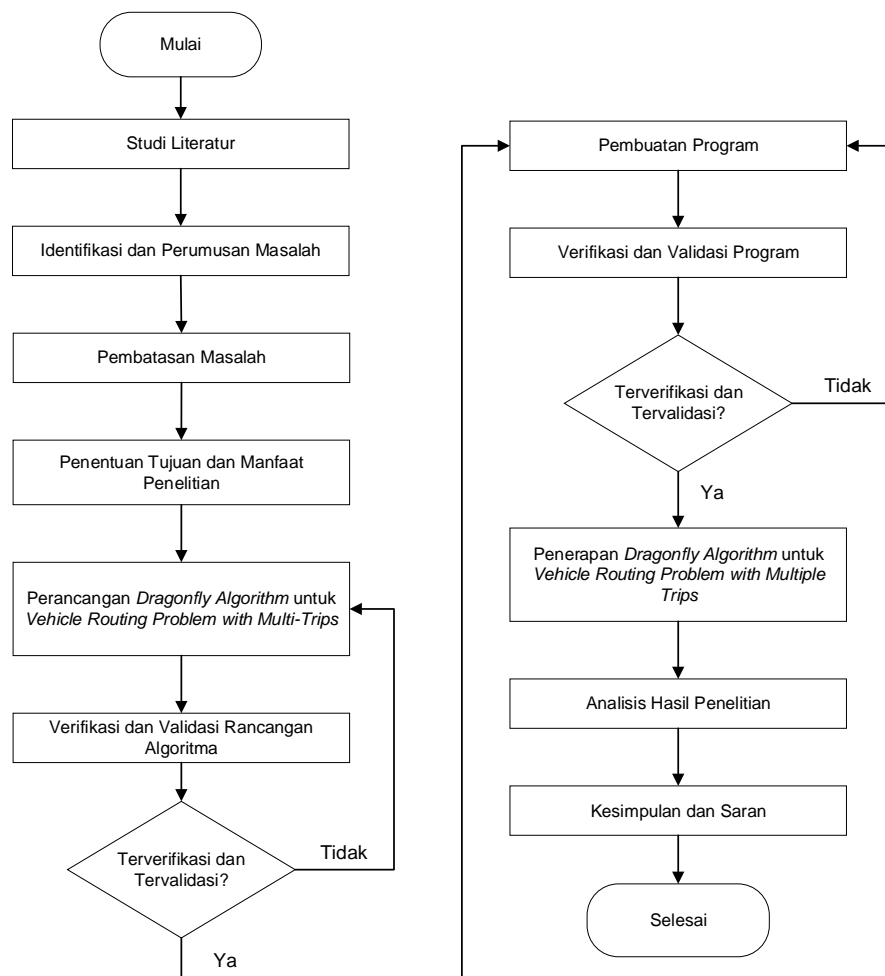 Mulai
Studi Literatur
Identifikasi dan Perumusan Masalah
Pembatasan Masalah
Penentuan Tujuan dan Manfaat
Penelitian
Perancangan Dragonfly Algorithm untuk
Vehicle Routing Problem with Multi-Trips
Verifikasi dan Validasi Rancangan
Algoritma
Terverifikasi dan
Tervalidasi?
Tidak
Ya
Pembuatan Program
Verifikasi dan Validasi Program
Terverifikasi dan
Tervalidasi?
Tidak
Ya
Penerapan Dragonfly Algorithm untuk
Vehicle Routing Problem with Multiple
Trips
Analisis Hasil Penelitian
Kesimpulan dan Saran
Selesai